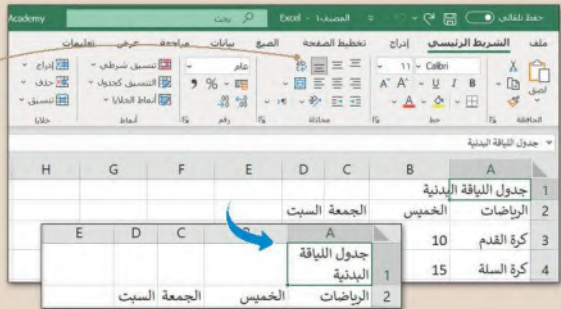 حفظ تلقائي المصنف1 - Excel بحث Academy
ملف الشريط الرئيسي إدراج تخطيط الصفحة الصيغ بيانات مراجعة عرض تعليمات
لصق Calibri 11 عام تنسيق شرطي إدراج
B I U A^ A˅ % 9 التنسيق كجدول حذف
A أنماط الخلايا تنسيق
الحافظة خط محاذاة رقم أنماط خلايا
جدول اللياقة البدنية
A B C D E F G H
1 جدول اللياقة البدنية
2 الرياضات الخميس الجمعة السبت
3 كرة القدم 10
4 كرة السلة 15
A C D E
1 جدول اللياقة
البدنية
2 الرياضات الخميس الجمعة السبت